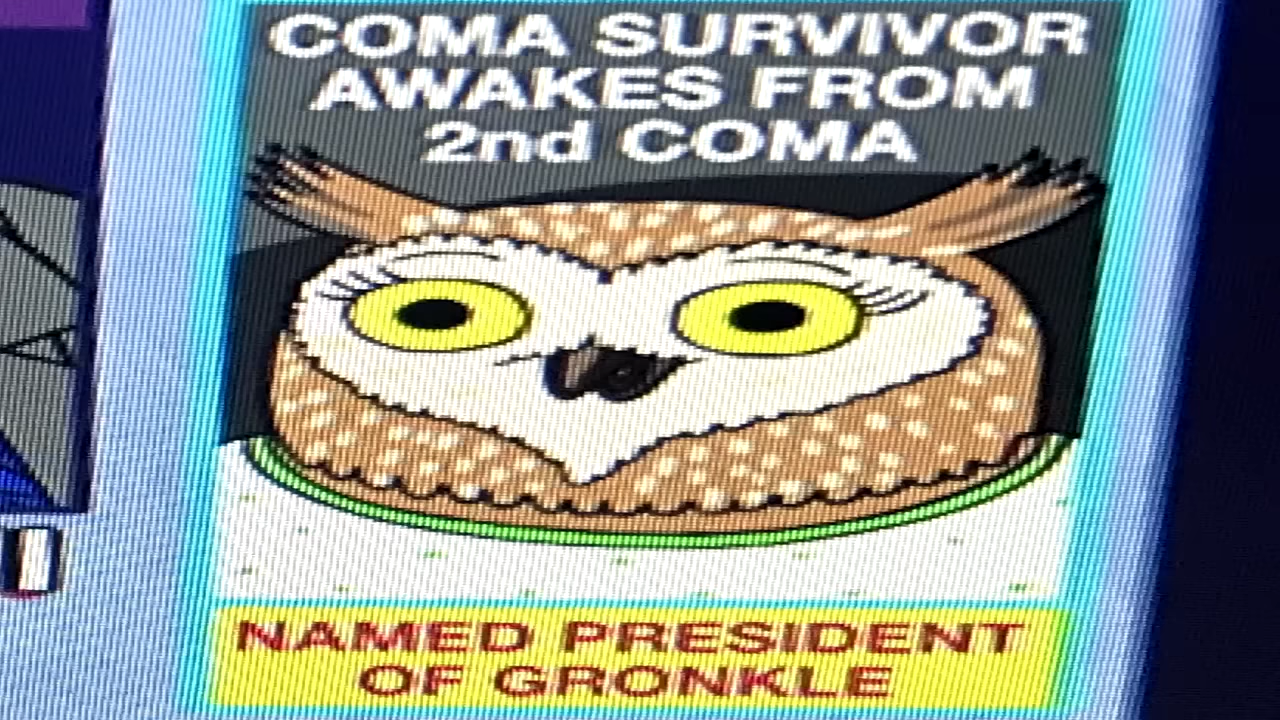 COMA SURVIVOR
AWAKES FROM
2nd COMA
NAMED PRESIDENT
OF GRONKLE